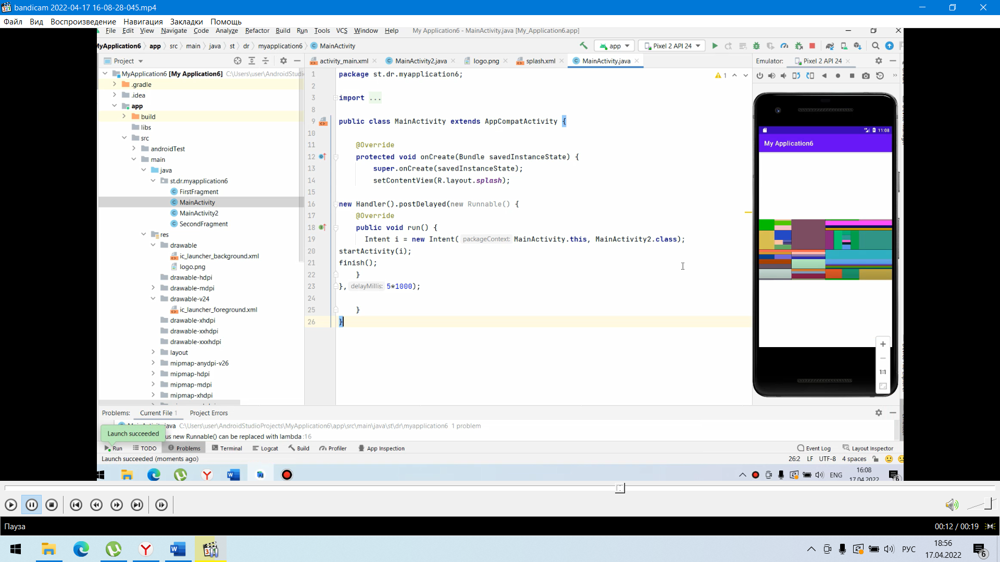 bandicam 2022-04-17 16-08-28-045.mp4
Файл Вид Воспроизведение Навигация Закладки Помощь
File Edit View Navigate Code Analyze Refactor Build Run Tools VCS Window Help My Application6 - MainActivity.java [My_Application6.app]
MyApplication6 app src main java st dr myapplication6 MainActivity
app Pixel 2 API 24
Project
activity_main.xml MainActivity2.java logo.png splash.xml MainActivity.java
Emulator: Pixel 2 API 24
MyApplication6 [My Application6] C:\Users\user\AndroidStudi
.gradle
.idea
app
build
libs
src
androidTest
main
java
st.dr.myapplication6
FirstFragment
MainActivity
MainActivity2
SecondFragment
res
drawable
ic_launcher_background.xml
logo.png
drawable-hdpi
drawable-mdpi
drawable-v24
ic_launcher_foreground.xml
drawable-xhdpi
drawable-xxhdpi
drawable-xxxhdpi
layout
mipmap-anydpi-v26
mipmap-hdpi
mipmap-mdpi
mipmap-xhdpi
1 package st.dr.myapplication6;
2
3 import ...
8
9 public class MainActivity extends AppCompatActivity {
10
11 @Override
12 protected void onCreate(Bundle savedInstanceState) {
13 super.onCreate(savedInstanceState);
14 setContentView(R.layout.splash);
15
16 new Handler().postDelayed(new Runnable() {
17 @Override
18 public void run() {
19 Intent i = new Intent( packageContext: MainActivity.this, MainActivity2.class);
20 startActivity(i);
21 finish();
22 }
23 }, delayMillis: 5*1000);
24
25 }
26 }
1
11:08
My Application6
1:1
Problems: Current File 1 Project Errors
C:\Users\user\AndroidStudioProjects\MyApplication6\app\src\main\java\st\dr\myapplication6 1 problem
Launch succeeded
us new Runnable() can be replaced with lambda :16
Run TODO Problems Terminal Logcat Build Profiler App Inspection Event Log Layout Inspector
Launch succeeded (moments ago) 26:2 LF UTF-8 4 spaces
ENG 16:08
17.04.2022 6
Пауза 00:12 / 00:19
РУС 18:56
17.04.2022 6